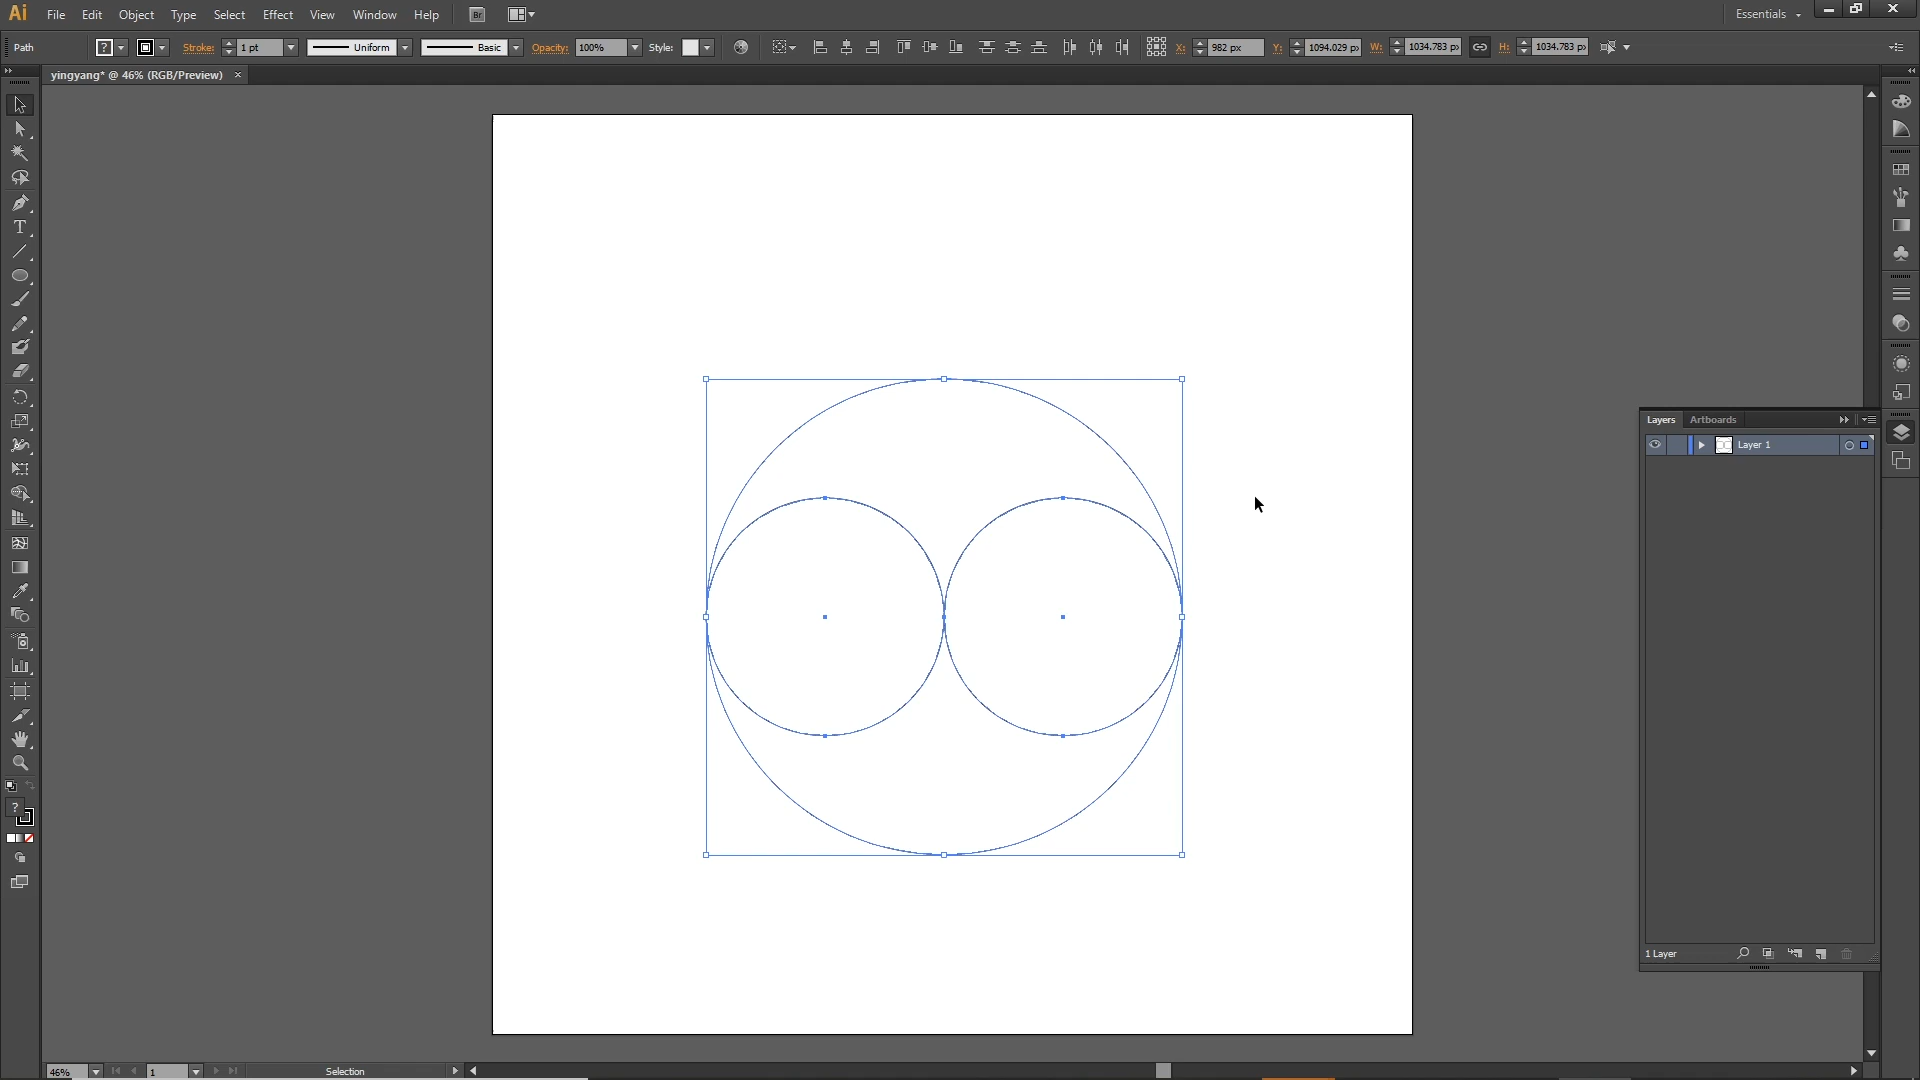 Ai File Edit Object Type Select Effect View Window Help Br Essentials
Path ? Stroke: 1 pt Uniform Basic Opacity: 100% Style: X: 982 px Y: 1094.029 px W: 1034.783 px H: 1034.783 px
yingyang* @ 46% (RGB/Preview) ×
T
Layers Artboards
Layer 1
?
1 Layer
46% 1 Selection